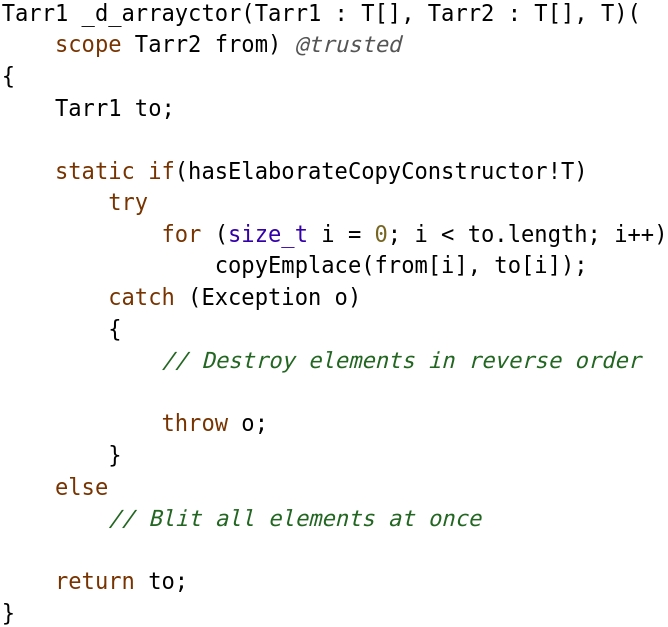 Tarr1 _d_arrayctor(Tarr1 : T[], Tarr2 : T[], T)(
    scope Tarr2 from) @trusted
{
    Tarr1 to;

    static if(hasElaborateCopyConstructor!T)
        try
            for (size_t i = 0; i < to.length; i++)
                copyEmplace(from[i], to[i]);
        catch (Exception o)
        {
            // Destroy elements in reverse order

            throw o;
        }
    else
        // Blit all elements at once

    return to;
}